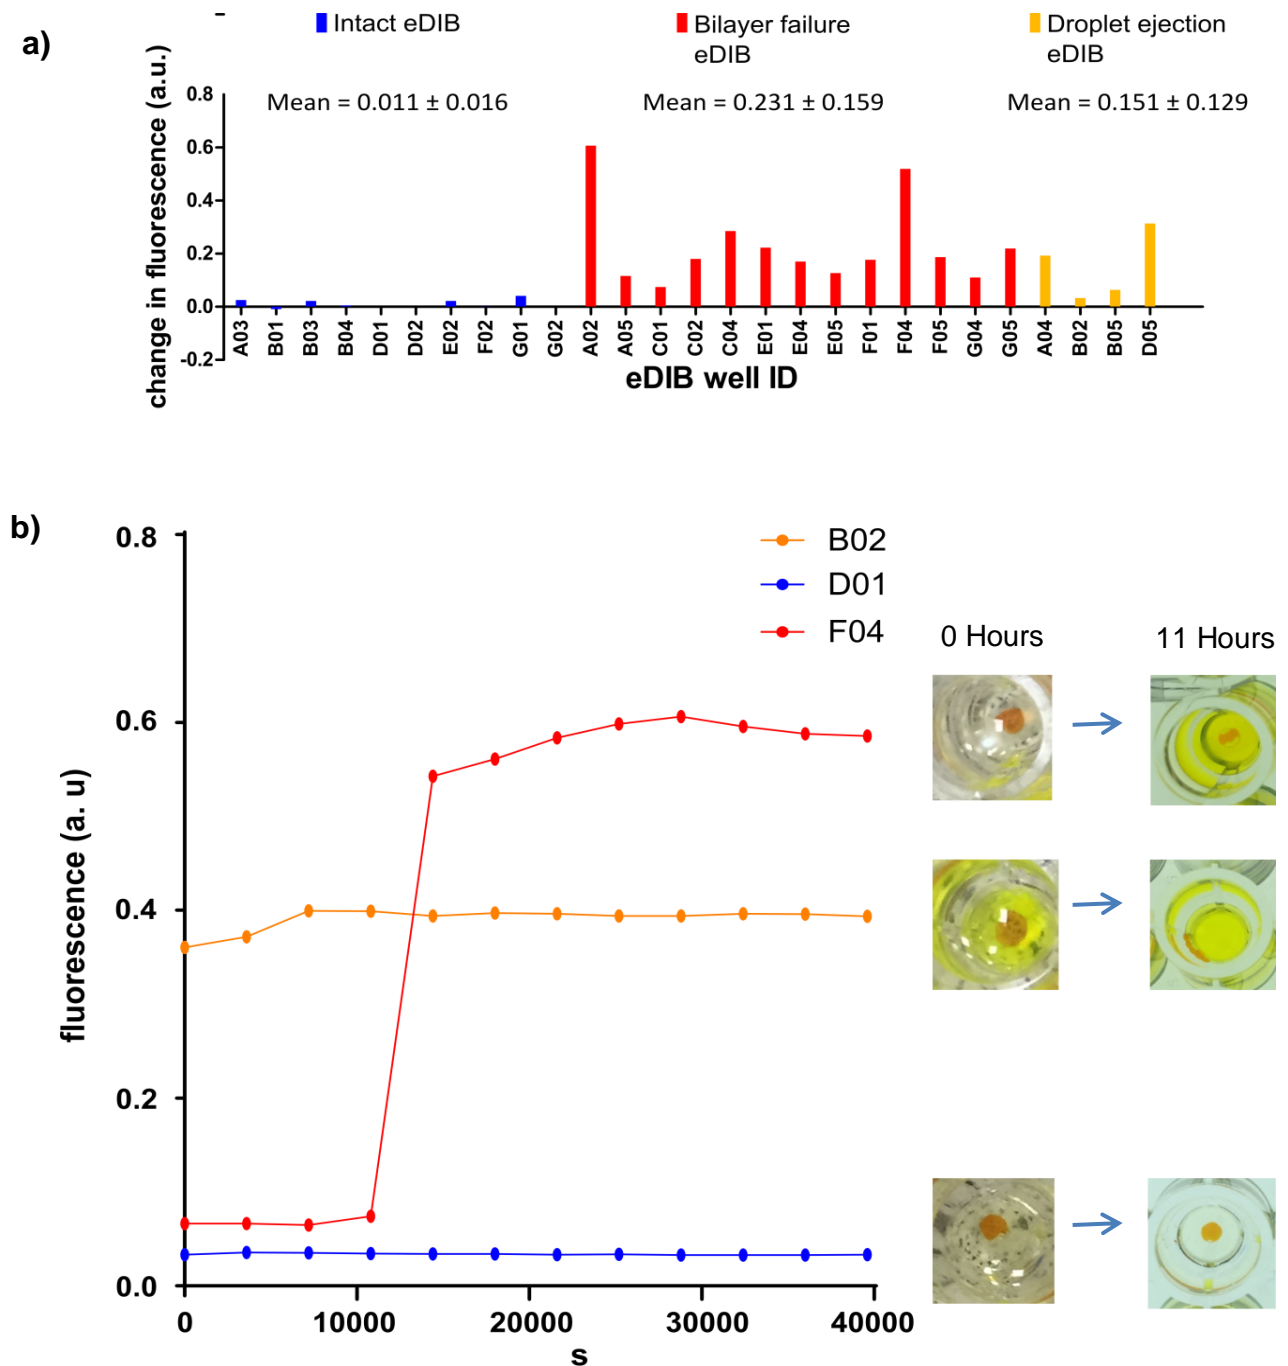 a)
Intact eDIB
Bilayer failure
eDIB
Droplet ejection
eDIB
Mean = 0.011 ± 0.016
Mean = 0.231 ± 0.159
Mean = 0.151 ± 0.129
change in fluorescence (a.u.)
0.8
0.6
0.4
0.2
0.0
-0.2
A03 B01 B03 B04 D01 D02 E02 F02 G01 G02 A02 A05 C01 C02 C04 E01 E04 E05 F01 F04 F05 G04 G05 A04 B02 B05 D05
eDIB well ID
b)
B02
D01
F04
fluorescence (a. u)
0.8
0.6
0.4
0.2
0.0
0 10000 20000 30000 40000
s
0 Hours
11 Hours